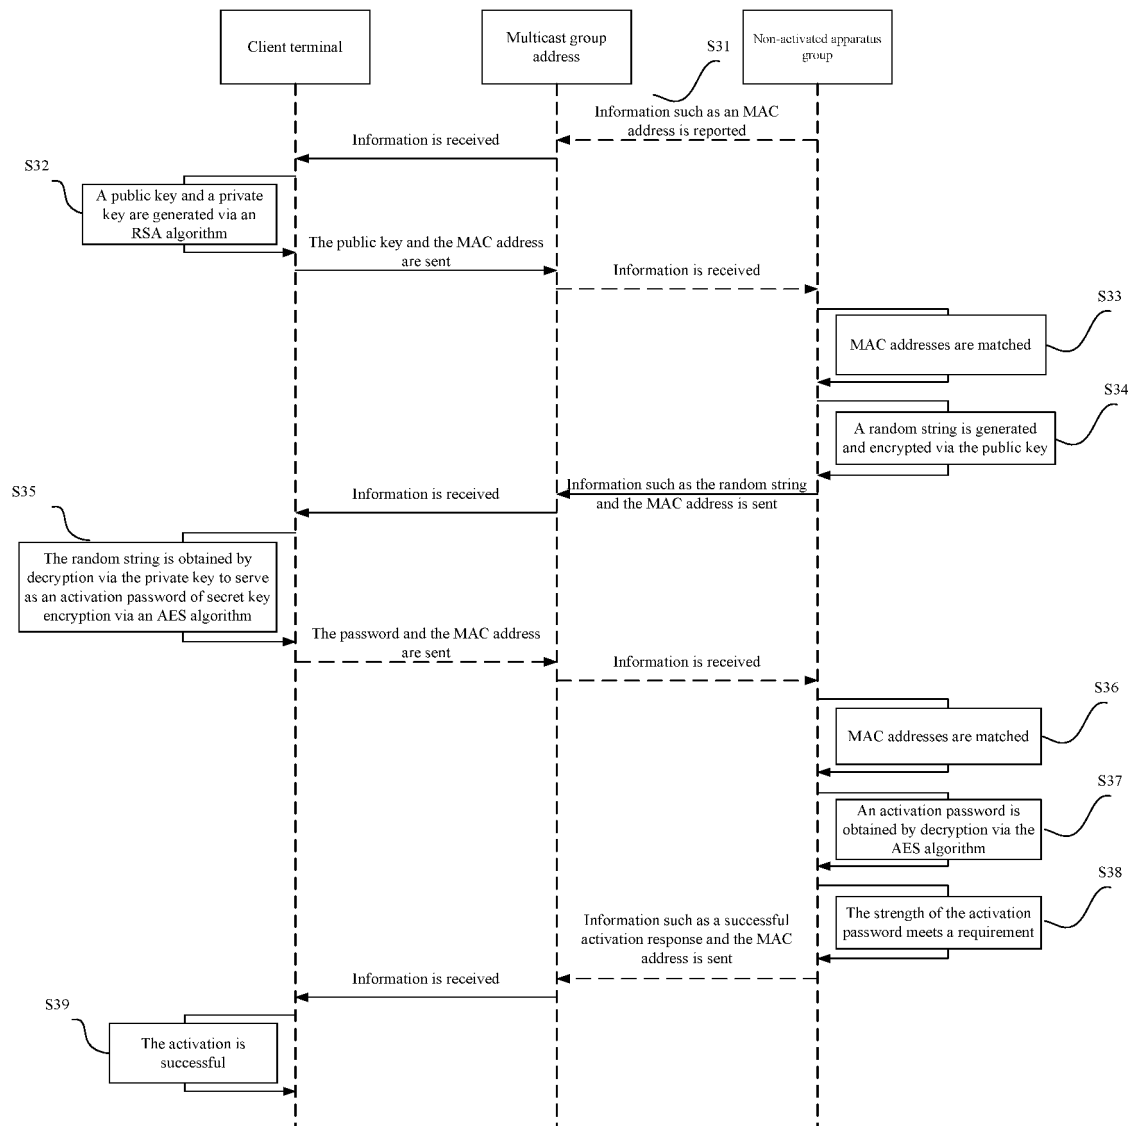 Client terminal
Multicast group
address
Non-activated apparatus
group
S31
Information such as an MAC
address is reported
Information is received
S32
A public key and a private
key are generated via an
RSA algorithm
The public key and the MAC address
are sent
Information is received
S33
MAC addresses are matched
S34
A random string is generated
and encrypted via the public key
Information such as the random string
and the MAC address is sent
Information is received
S35
The random string is obtained by
decryption via the private key to serve
as an activation password of secret key
encryption via an AES algorithm
The password and the MAC address
are sent
Information is received
S36
MAC addresses are matched
S37
An activation password is
obtained by decryption via the
AES algorithm
S38
The strength of the activation
password meets a requirement
Information such as a successful
activation response and the MAC
address is sent
Information is received
S39
The activation is
successful